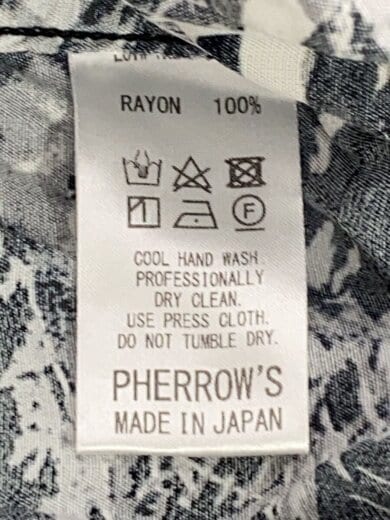 RAYON 100%
F
COOL HAND WASH.
PROFESSIONALLY
DRY CLEAN.
USE PRESS CLOTH.
DO NOT TUMBLE DRY.
PHERROW'S
MADE IN JAPAN